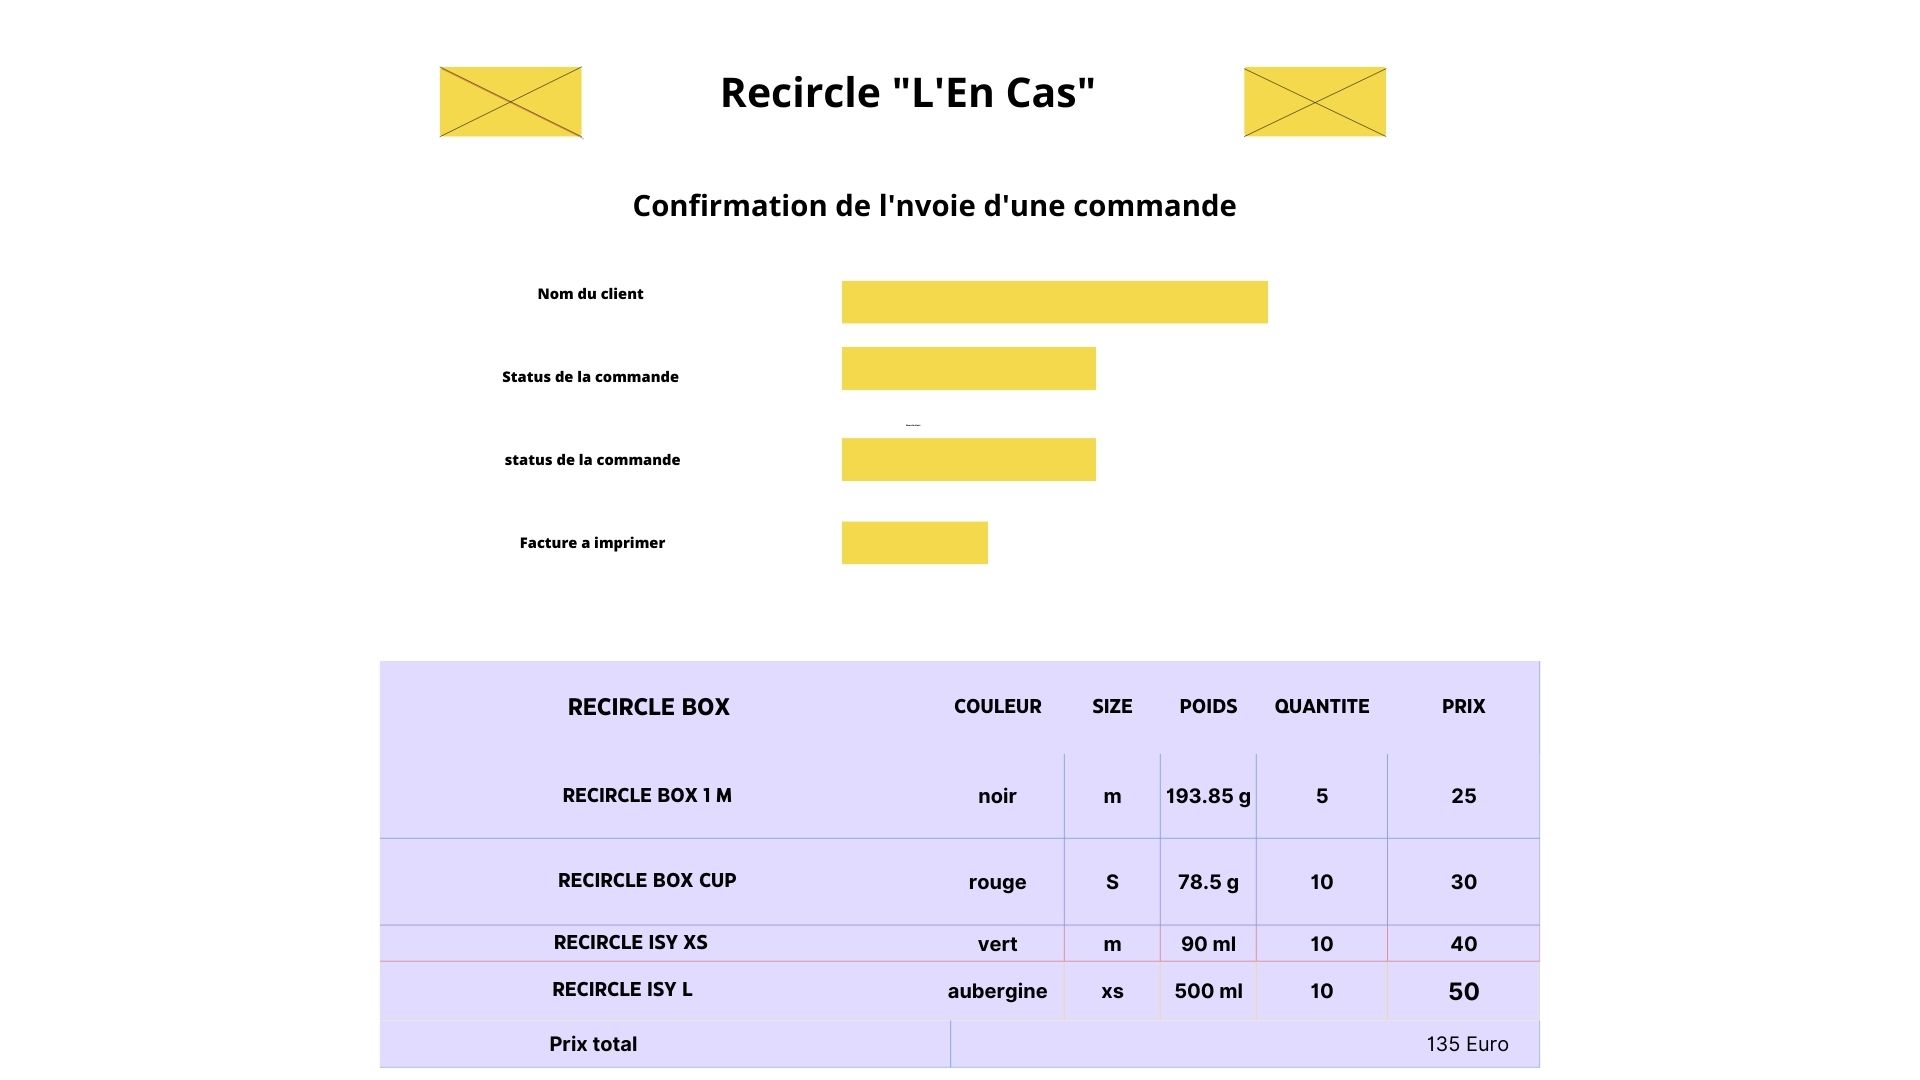 Recircle "L'En Cas"
Confirmation de l'nvoie d'une commande
Nom du client
Status de la commande
status de la commande
Facture a imprimer
RECIRCLE BOX COULEUR SIZE POIDS QUANTITE PRIX
RECIRCLE BOX 1 M noir m 193.85 g 5 25
RECIRCLE BOX CUP rouge S 78.5 g 10 30
RECIRCLE ISY XS vert m 90 ml 10 40
RECIRCLE ISY L aubergine xs 500 ml 10 50
Prix total 135 Euro